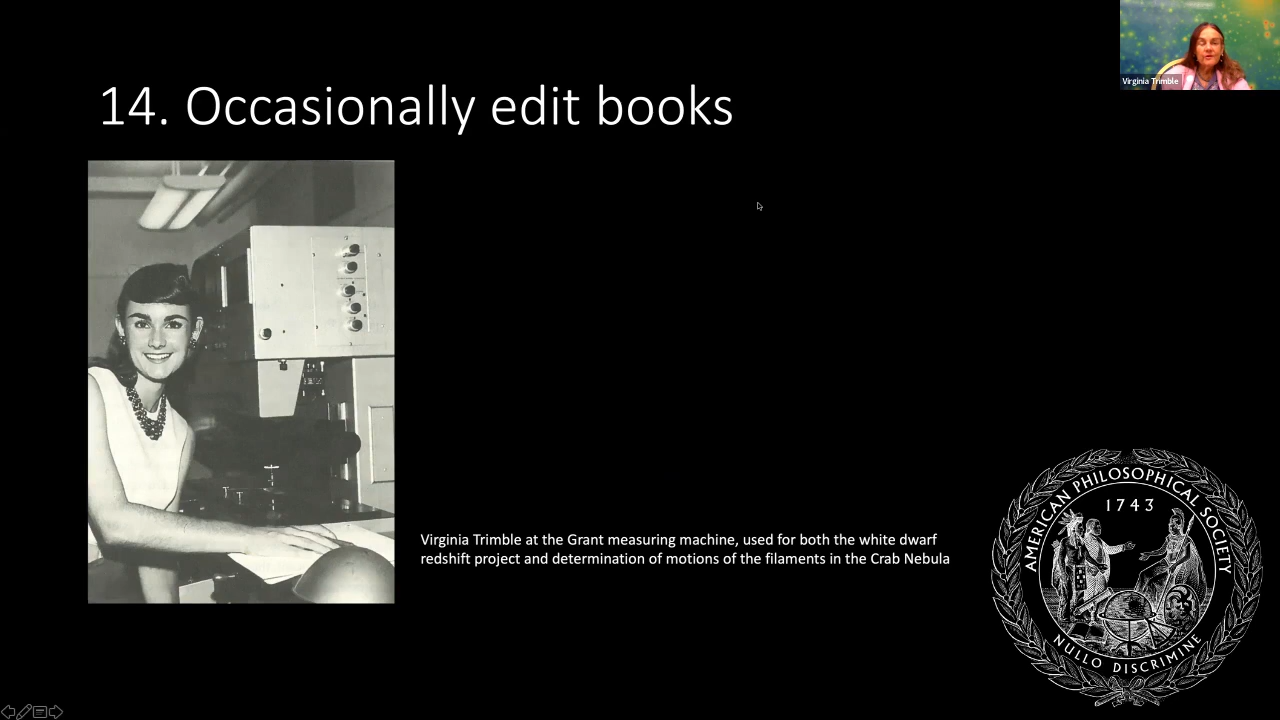 Virginia Trimble
14. Occasionally edit books
Virginia Trimble at the Grant measuring machine, used for both the white dwarf
redshift project and determination of motions of the filaments in the Crab Nebula
AMERICAN PHILOSOPHICAL SOCIETY
1743
NULLO DISCRIMINE